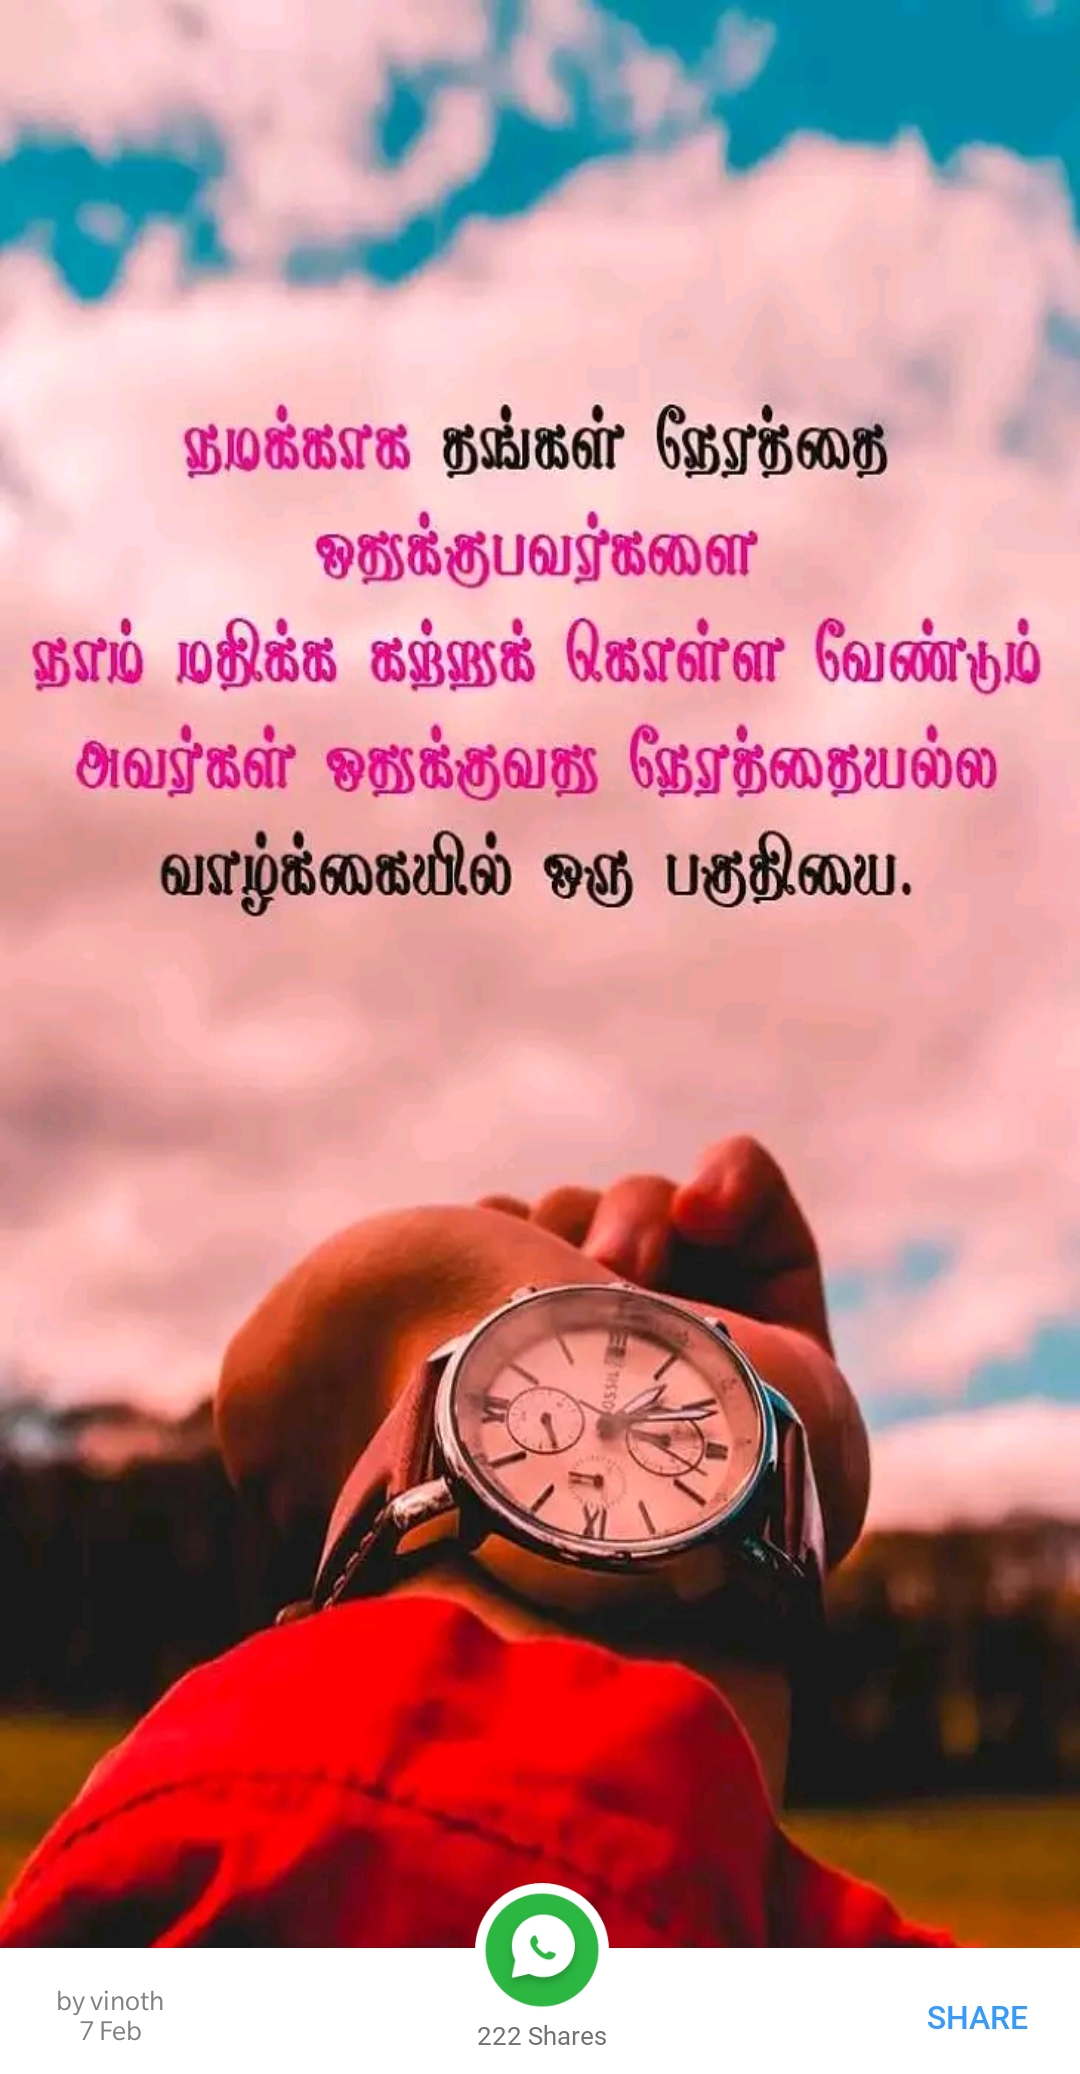 நமக்காக தங்கள் நேரத்தை
ஒதுக்குபவர்களை
நாம் மதிக்க கற்றுக் கொள்ள வேண்டும்
அவர்கள் ஒதுக்குவது நேரத்தையல்ல
வாழ்க்கையில் ஒரு பகுதியை.
FOSSIL
by vinoth
7 Feb
222 Shares
SHARE